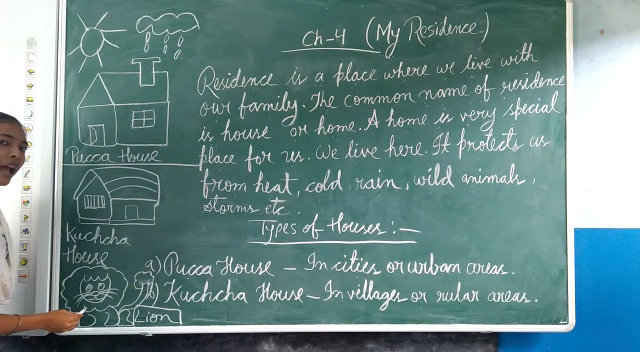 Ch-4 (My Residence)
Residence is a place where we live with
our family. The common name of residence
is house or home. A home is very special
place for us. We live here. It protects us
from heat, cold, rain, wild animals,
storms etc.
Types of Houses :-
a) Pucca House - In cities or urban areas.
b) Kuchcha House - In villages or rular areas.
Pucca House
Kuchcha
House
Lion